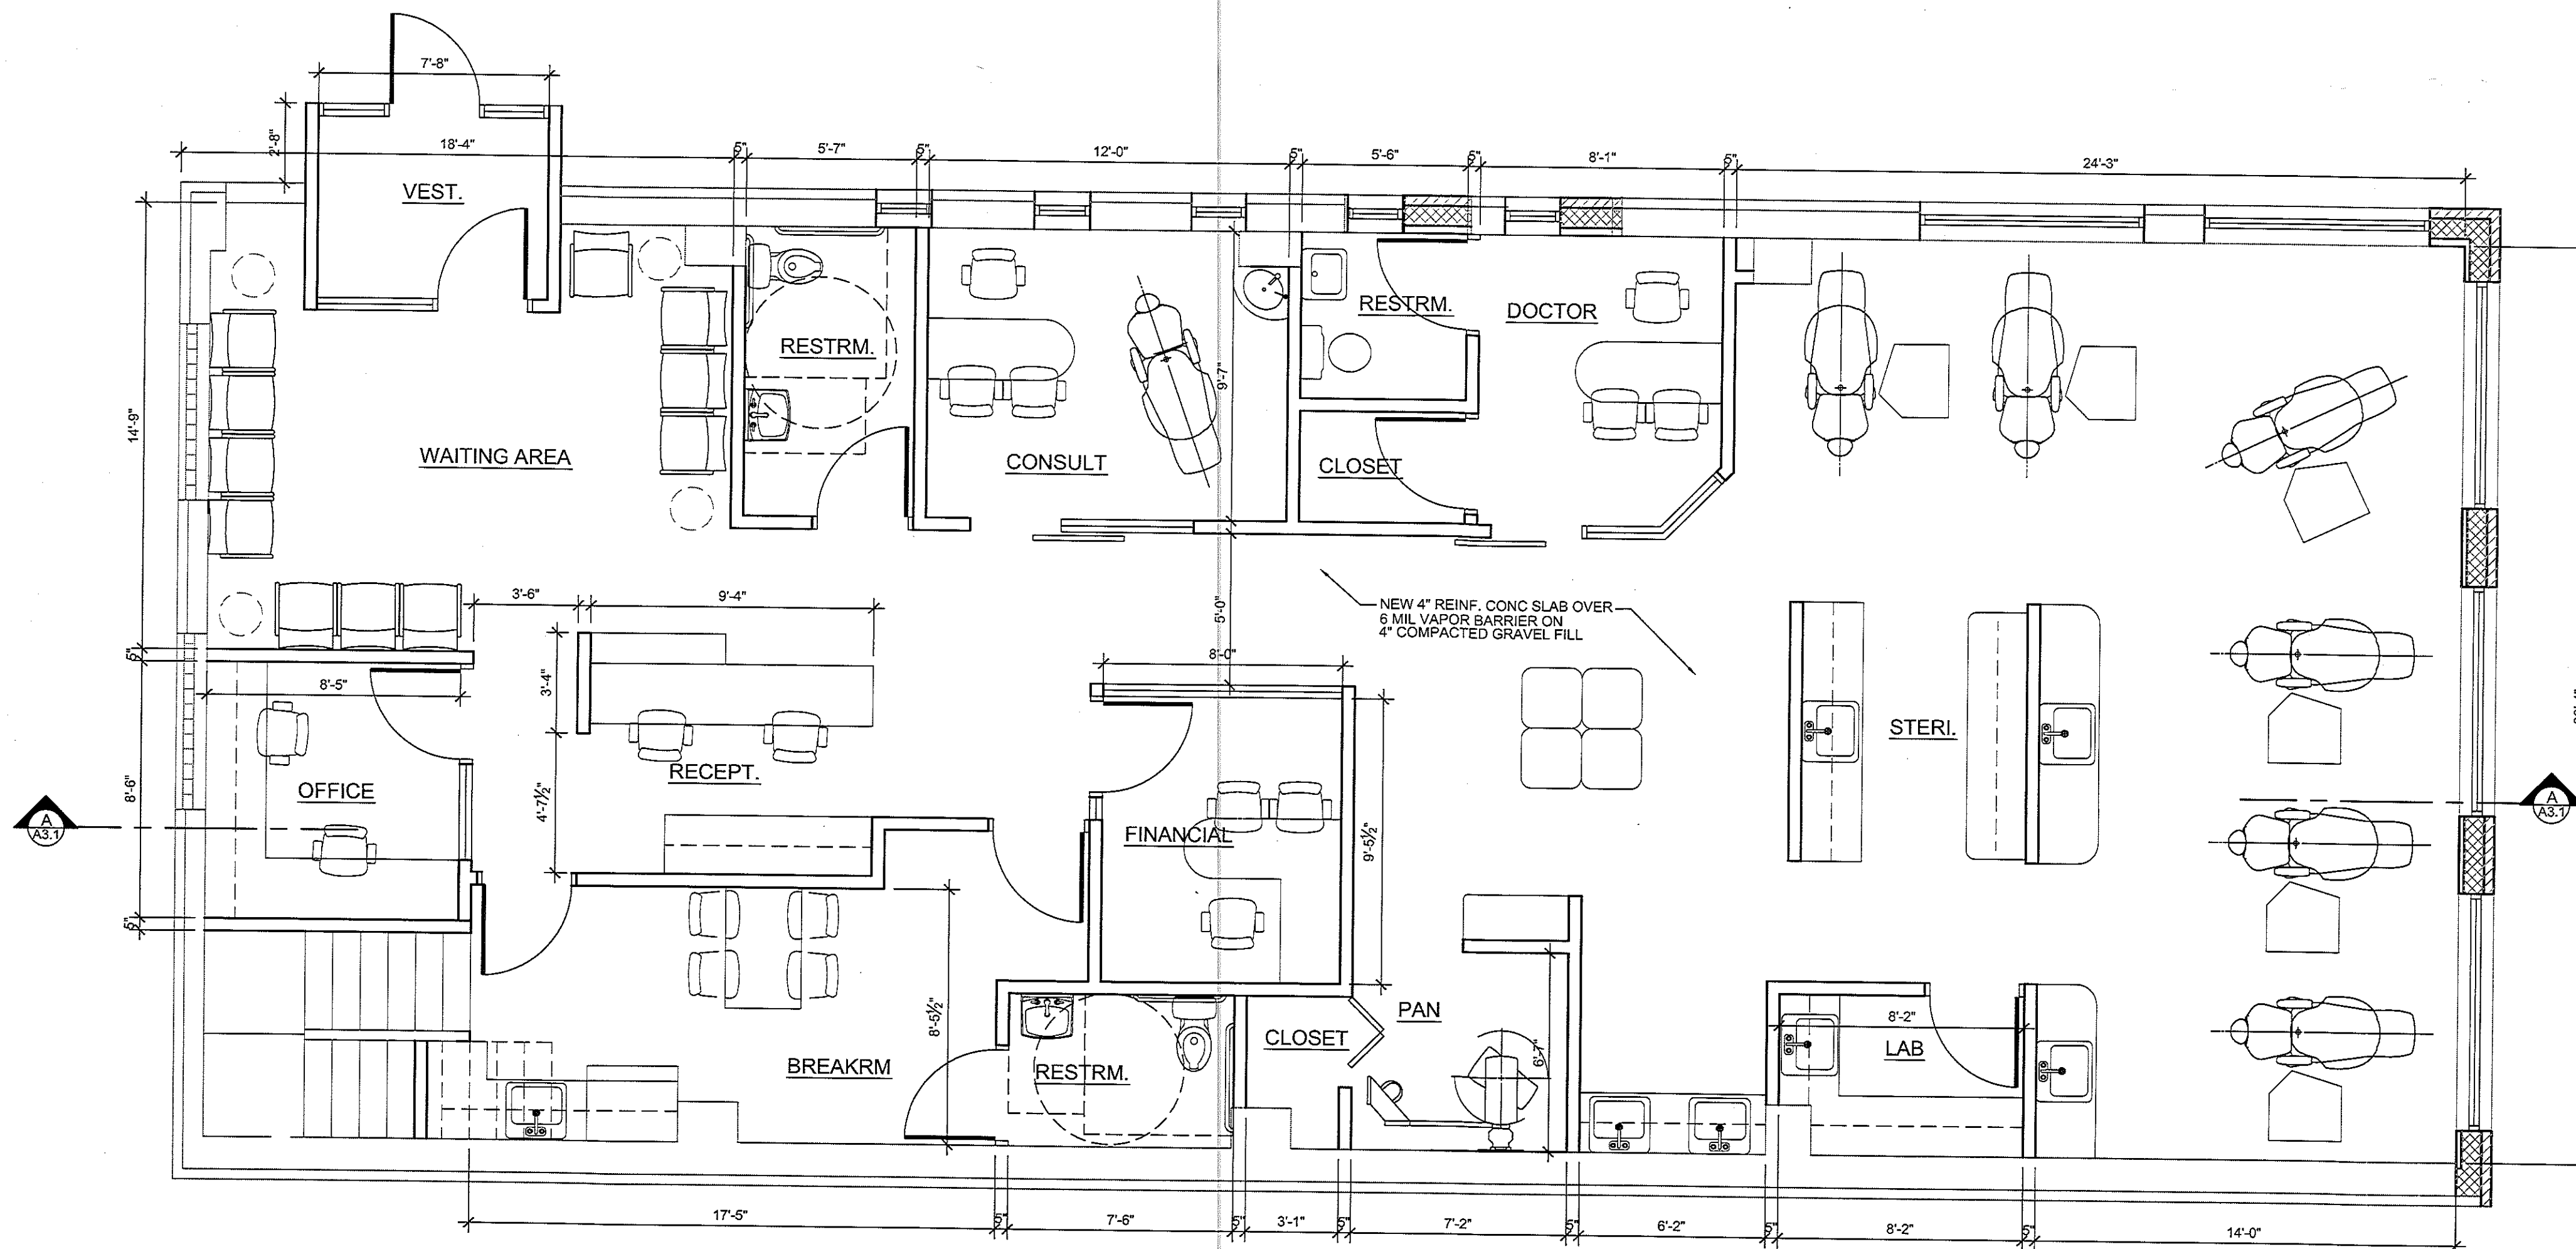 7'-8"
2'-8"
18'-4"
5"
5'-7"
5"
12'-0"
5"
5'-6"
5"
8'-1"
5"
24'-3"
VEST.
RESTRM.
RESTRM.
DOCTOR
9'-7"
14'-9"
WAITING AREA
CONSULT
CLOSET
3'-6"
9'-4"
5'-0"
NEW 4" REINF. CONC SLAB OVER
6 MIL VAPOR BARRIER ON
4" COMPACTED GRAVEL FILL
5"
8'-5"
3'-4"
8'-0"
STERI.
RECEPT.
OFFICE
8'-6"
4'-7½"
FINANCIAL
9'-5½"
A
A3.1
A
A3.1
5"
8'-5½"
PAN
8'-2"
CLOSET
LAB
6'-7"
BREAKRM
RESTRM.
17'-5"
5"
7'-6"
5"
3'-1"
5"
7'-2"
5"
6'-2"
5"
8'-2"
5"
14'-0"